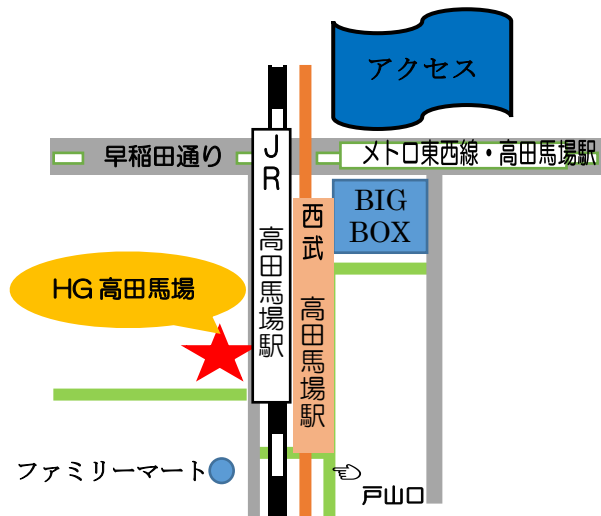 アクセス
早稲田通り
メトロ東西線・高田馬場駅
JR 高田馬場駅
西武 高田馬場駅
BIG
BOX
HG 高田馬場
ファミリーマート
戸山口